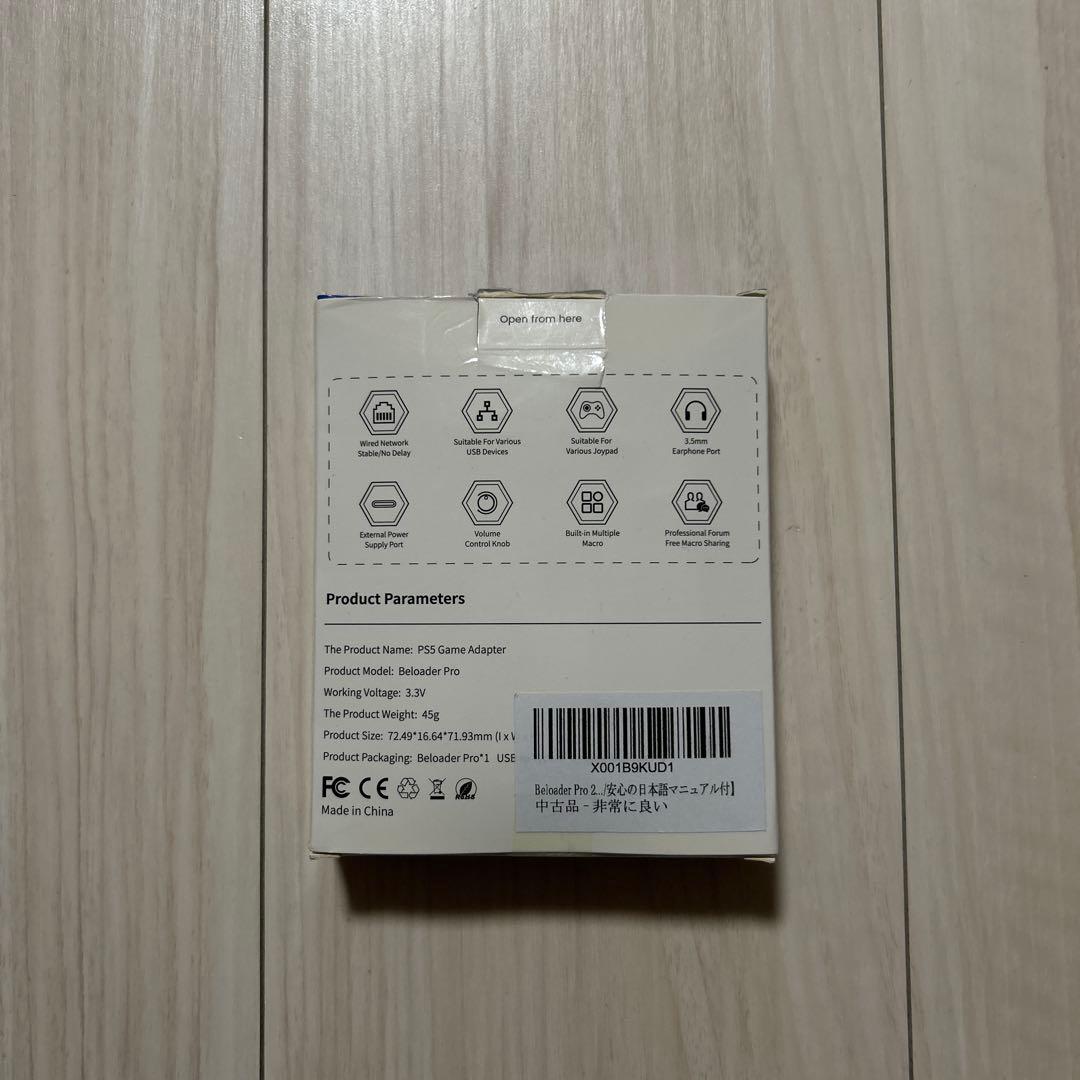 Open from here
Wired Network
Stable/No Delay
Suitable For Various
USB Devices
Suitable For
Various Joypad
3.5mm
Earphone Port
External Power
Supply Port
Volume
Control Knob
Built-in Multiple
Macro
Professional Forum
Free Macro Sharing
Product Parameters
The Product Name: PS5 Game Adapter
Product Model: Beloader Pro
Working Voltage: 3.3V
The Product Weight: 45g
Product Size: 72.49*16.64*71.93mm (l x W
Product Packaging: Beloader Pro*1 USB
FC CE RoHS
Made in China
X001B9KUD1
Beloader Pro 2.../安心の日本語マニュアル付】
中古品 - 非常に良い